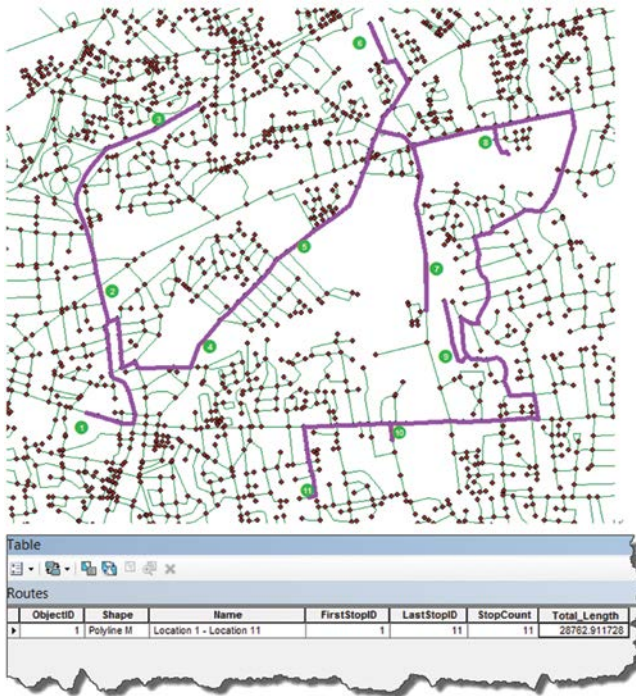 6
3
8
5
7
2
4
9
1
10
11
Table
Routes
ObjectID Shape Name FirstStopID LastStopID StopCount Total_Length
1 Polyline M Location 1 - Location 11 1 11 11 28762.911728